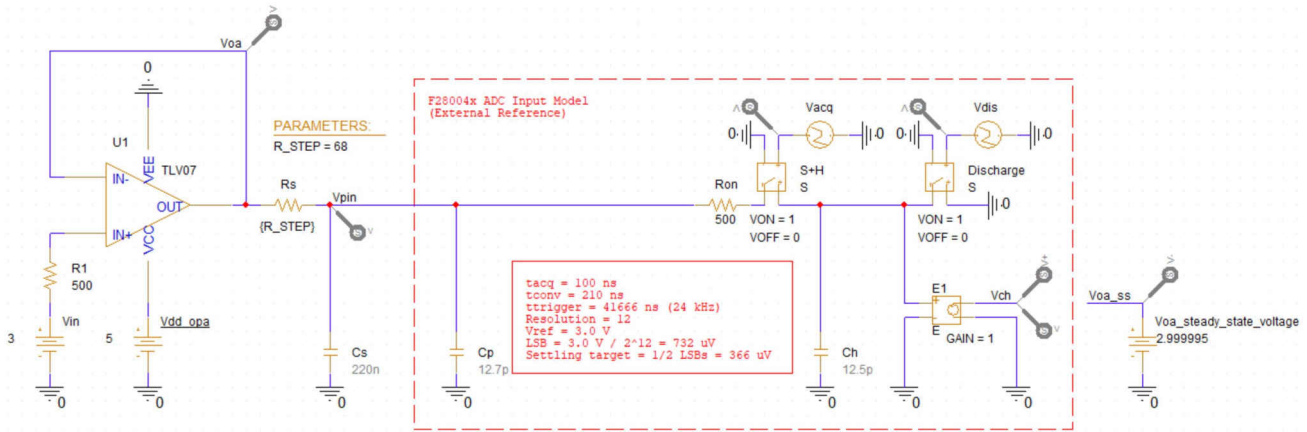 Voa
0
U1
TLV07
IN-
VEE
OUT
IN+
VCC
R1
500
Vin
3
5
Vdd_opa
0
0
PARAMETERS:
R_STEP = 68
Rs
{R_STEP}
Vpin
Cs
220n
0
F28004x ADC Input Model
(External Reference)
Cp
12.7p
0
tacq = 100 ns
tconv = 210 ns
ttrigger = 41666 ns (24 kHz)
Resolution = 12
Vref = 3.0 V
LSB = 3.0 V / 2^12 = 732 uV
Settling target = 1/2 LSBs = 366 uV
Ron
500
Vacq
0
0
S+H
S
VON = 1
VOFF = 0
Ch
12.5p
0
Vdis
0
0
Discharge
S
0
VON = 1
VOFF = 0
E1
E
GAIN = 1
Vch
0
0
V+
V-
Voa_ss
V-
Voa_steady_state_voltage
2.999995
0